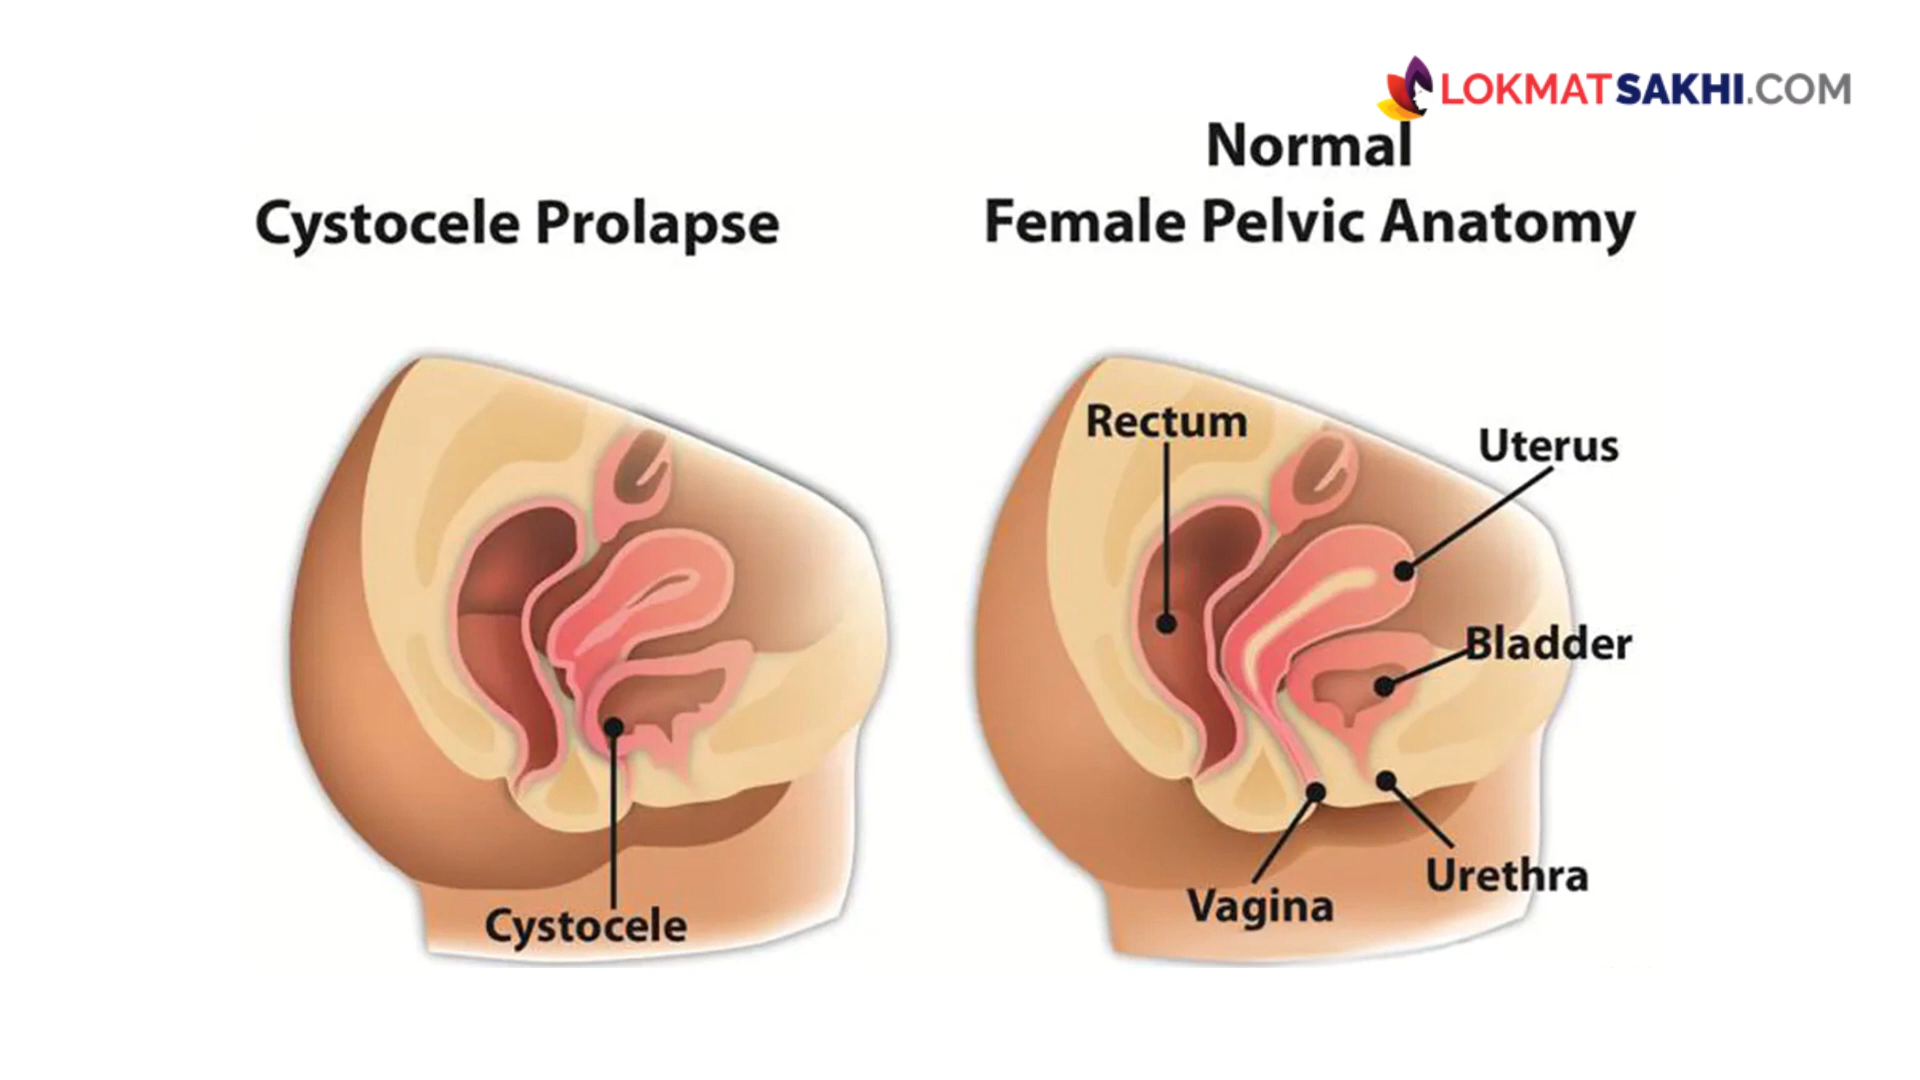 LOKMATSAKHI.COM
Cystocele Prolapse
Normal
Female Pelvic Anatomy
Rectum
Uterus
Bladder
Urethra
Vagina
Cystocele